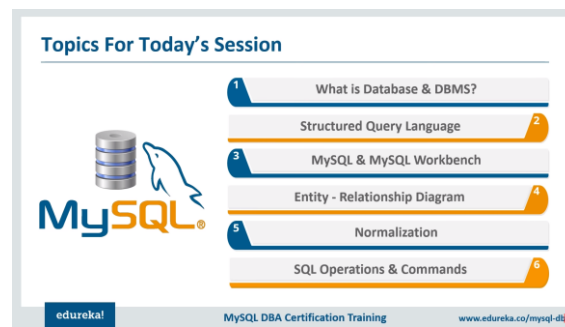 Topics For Today's Session
1 What is Database & DBMS?
Structured Query Language 2
3 MySQL & MySQL Workbench
Entity - Relationship Diagram 4
5 Normalization
SQL Operations & Commands 6
MySQL®
edureka! MySQL DBA Certification Training www.edureka.co/mysql-db